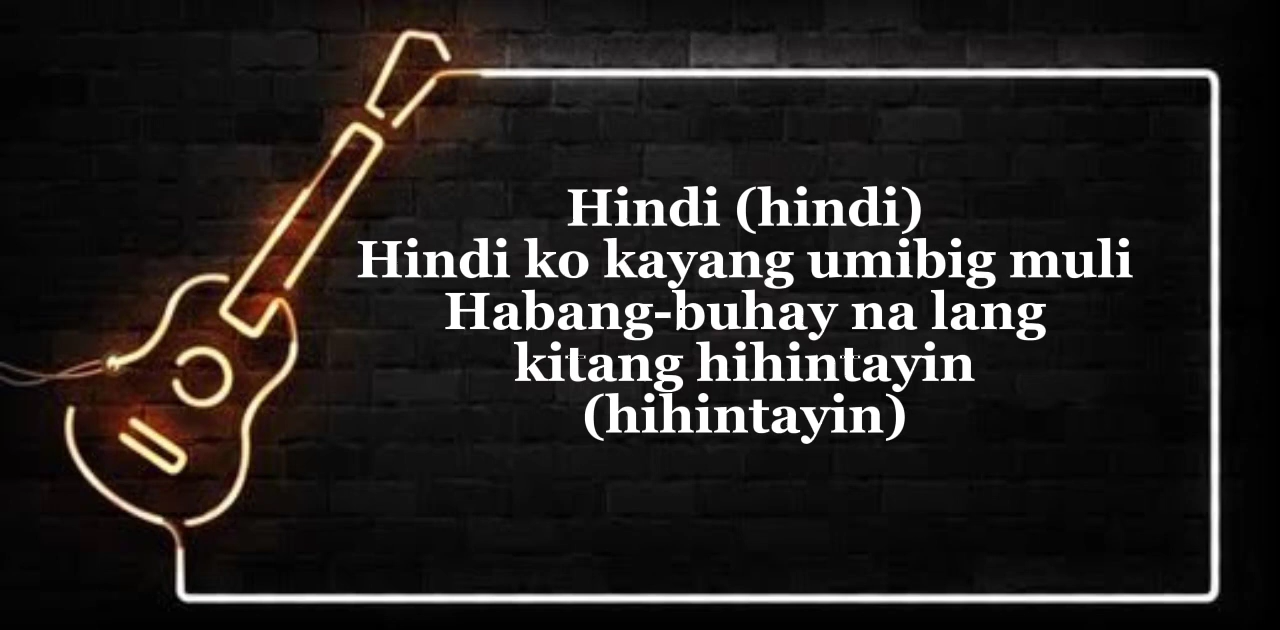 Hindi (hindi)
Hindi ko kayang umibig muli
Habang-buhay na lang
kitang hihintayin
(hihintayin)